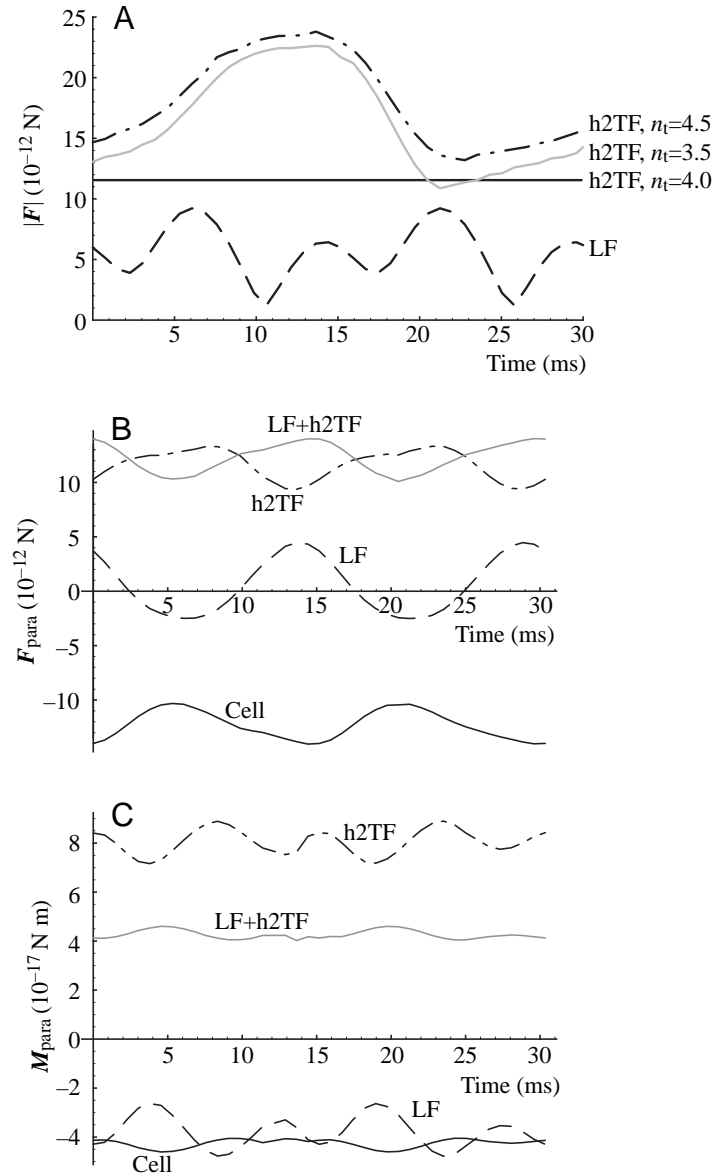 A
25
20
15
10
5
0
|F| (10⁻¹² N)
h2TF, nt=4.5
h2TF, nt=3.5
h2TF, nt=4.0
LF
5 10 15 20 25 30
Time (ms)
B
LF+h2TF
10
h2TF
5
LF
0
5 10 15 20 25 30
Time (ms)
−5
−10
Cell
Fpara (10⁻¹² N)
C
8
h2TF
6
LF+h2TF
4
2
0
5 10 15 20 25 30
Time (ms)
−2
LF
−4
Cell
Mpara (10⁻¹⁷ N m)